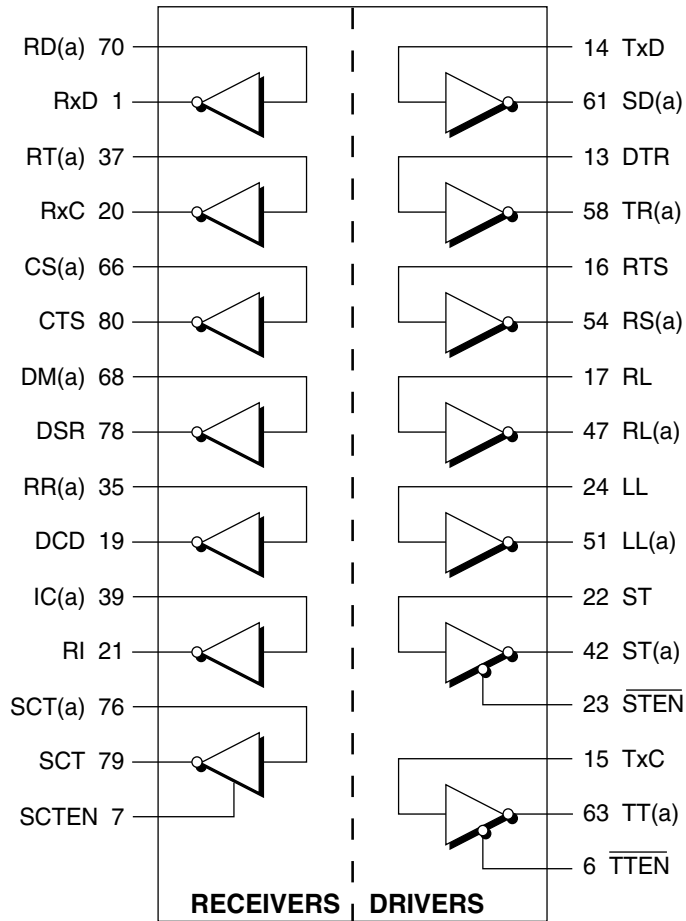 RD(a) 70
RxD 1
RT(a) 37
RxC 20
CS(a) 66
CTS 80
DM(a) 68
DSR 78
RR(a) 35
DCD 19
IC(a) 39
RI 21
SCT(a) 76
SCT 79
SCTEN 7
14 TxD
61 SD(a)
13 DTR
58 TR(a)
16 RTS
54 RS(a)
17 RL
47 RL(a)
24 LL
51 LL(a)
22 ST
42 ST(a)
23 S̅T̅E̅N̅
15 TxC
63 TT(a)
6 T̅T̅E̅N̅
RECEIVERS DRIVERS